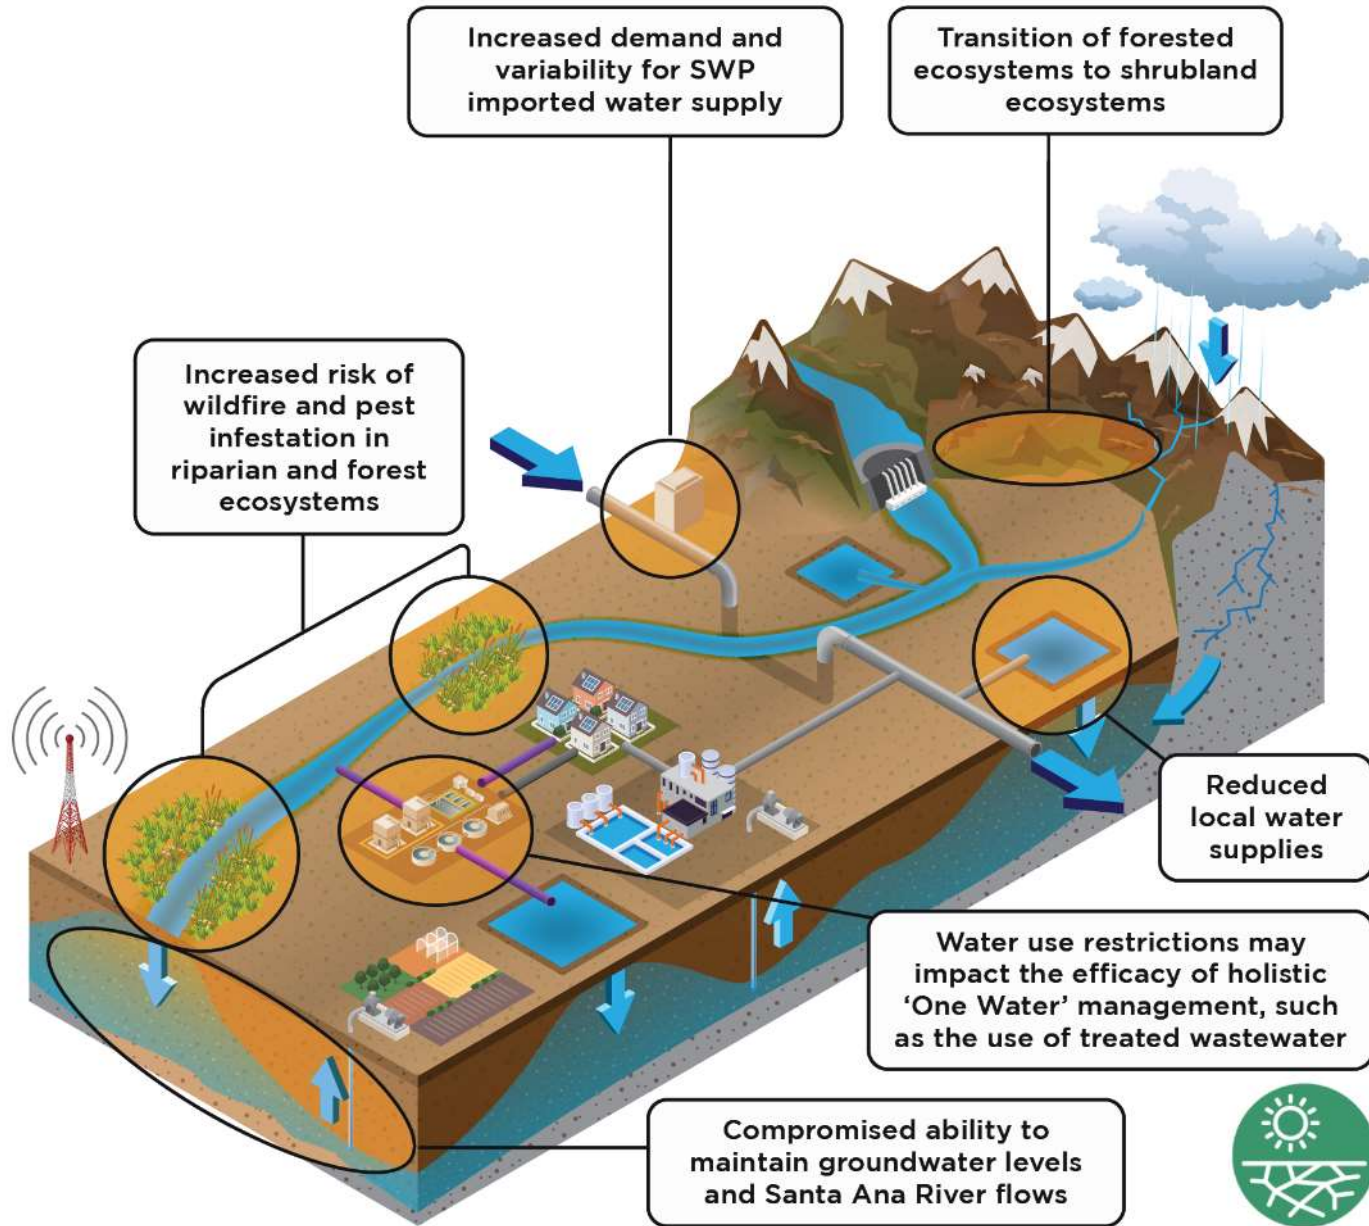 Increased demand and
variability for SWP
imported water supply
Transition of forested
ecosystems to shrubland
ecosystems
Increased risk of
wildfire and pest
infestation in
riparian and forest
ecosystems
Reduced
local water
supplies
Water use restrictions may
impact the efficacy of holistic
‘One Water’ management, such
as the use of treated wastewater
Compromised ability to
maintain groundwater levels
and Santa Ana River flows